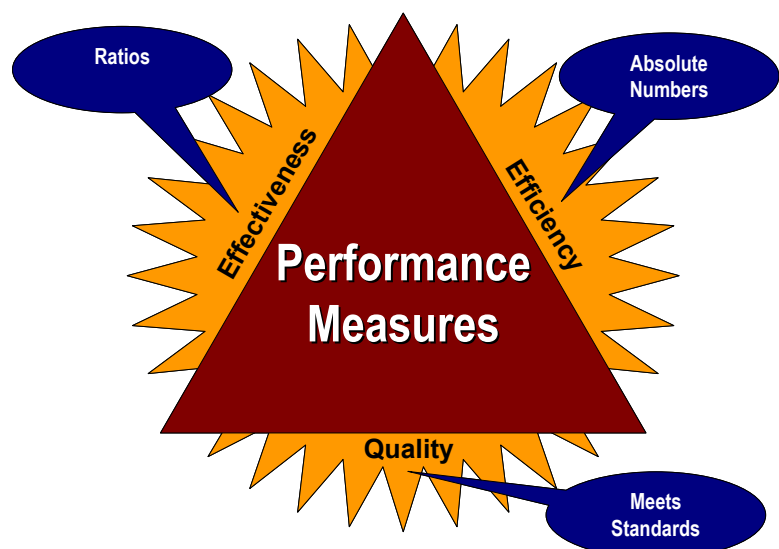 Ratios
Absolute
Numbers
Effectiveness
Efficiency
Performance
Measures
Quality
Meets
Standards